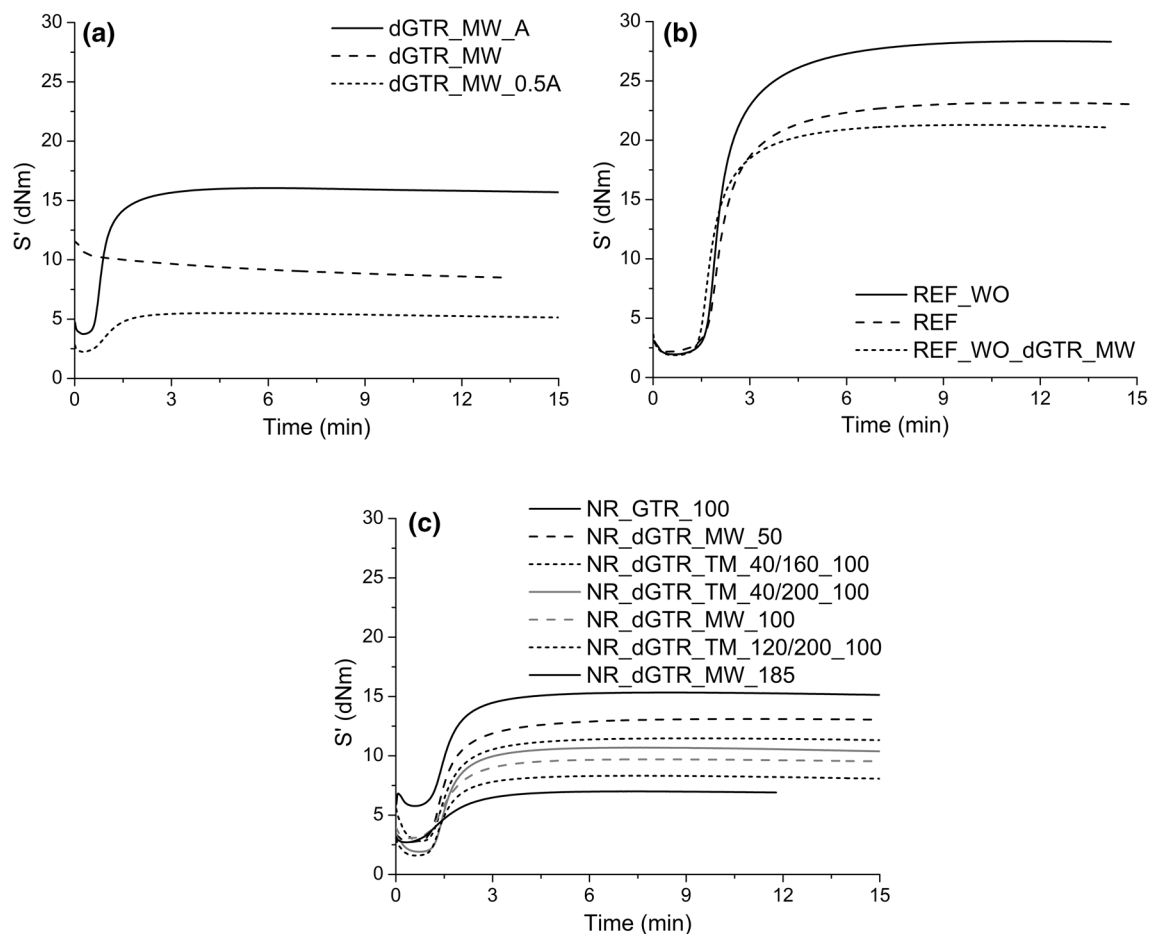 (a)
dGTR_MW_A
dGTR_MW
dGTR_MW_0.5A
30
25
20
15
10
5
0
S' (dNm)
0 3 6 9 12 15
Time (min)
(b)
REF_WO
REF
REF_WO_dGTR_MW
30
25
20
15
10
5
0
S' (dNm)
0 3 6 9 12 15
Time (min)
(c)
NR_GTR_100
NR_dGTR_MW_50
NR_dGTR_TM_40/160_100
NR_dGTR_TM_40/200_100
NR_dGTR_MW_100
NR_dGTR_TM_120/200_100
NR_dGTR_MW_185
30
25
20
15
10
5
0
S' (dNm)
0 3 6 9 12 15
Time (min)